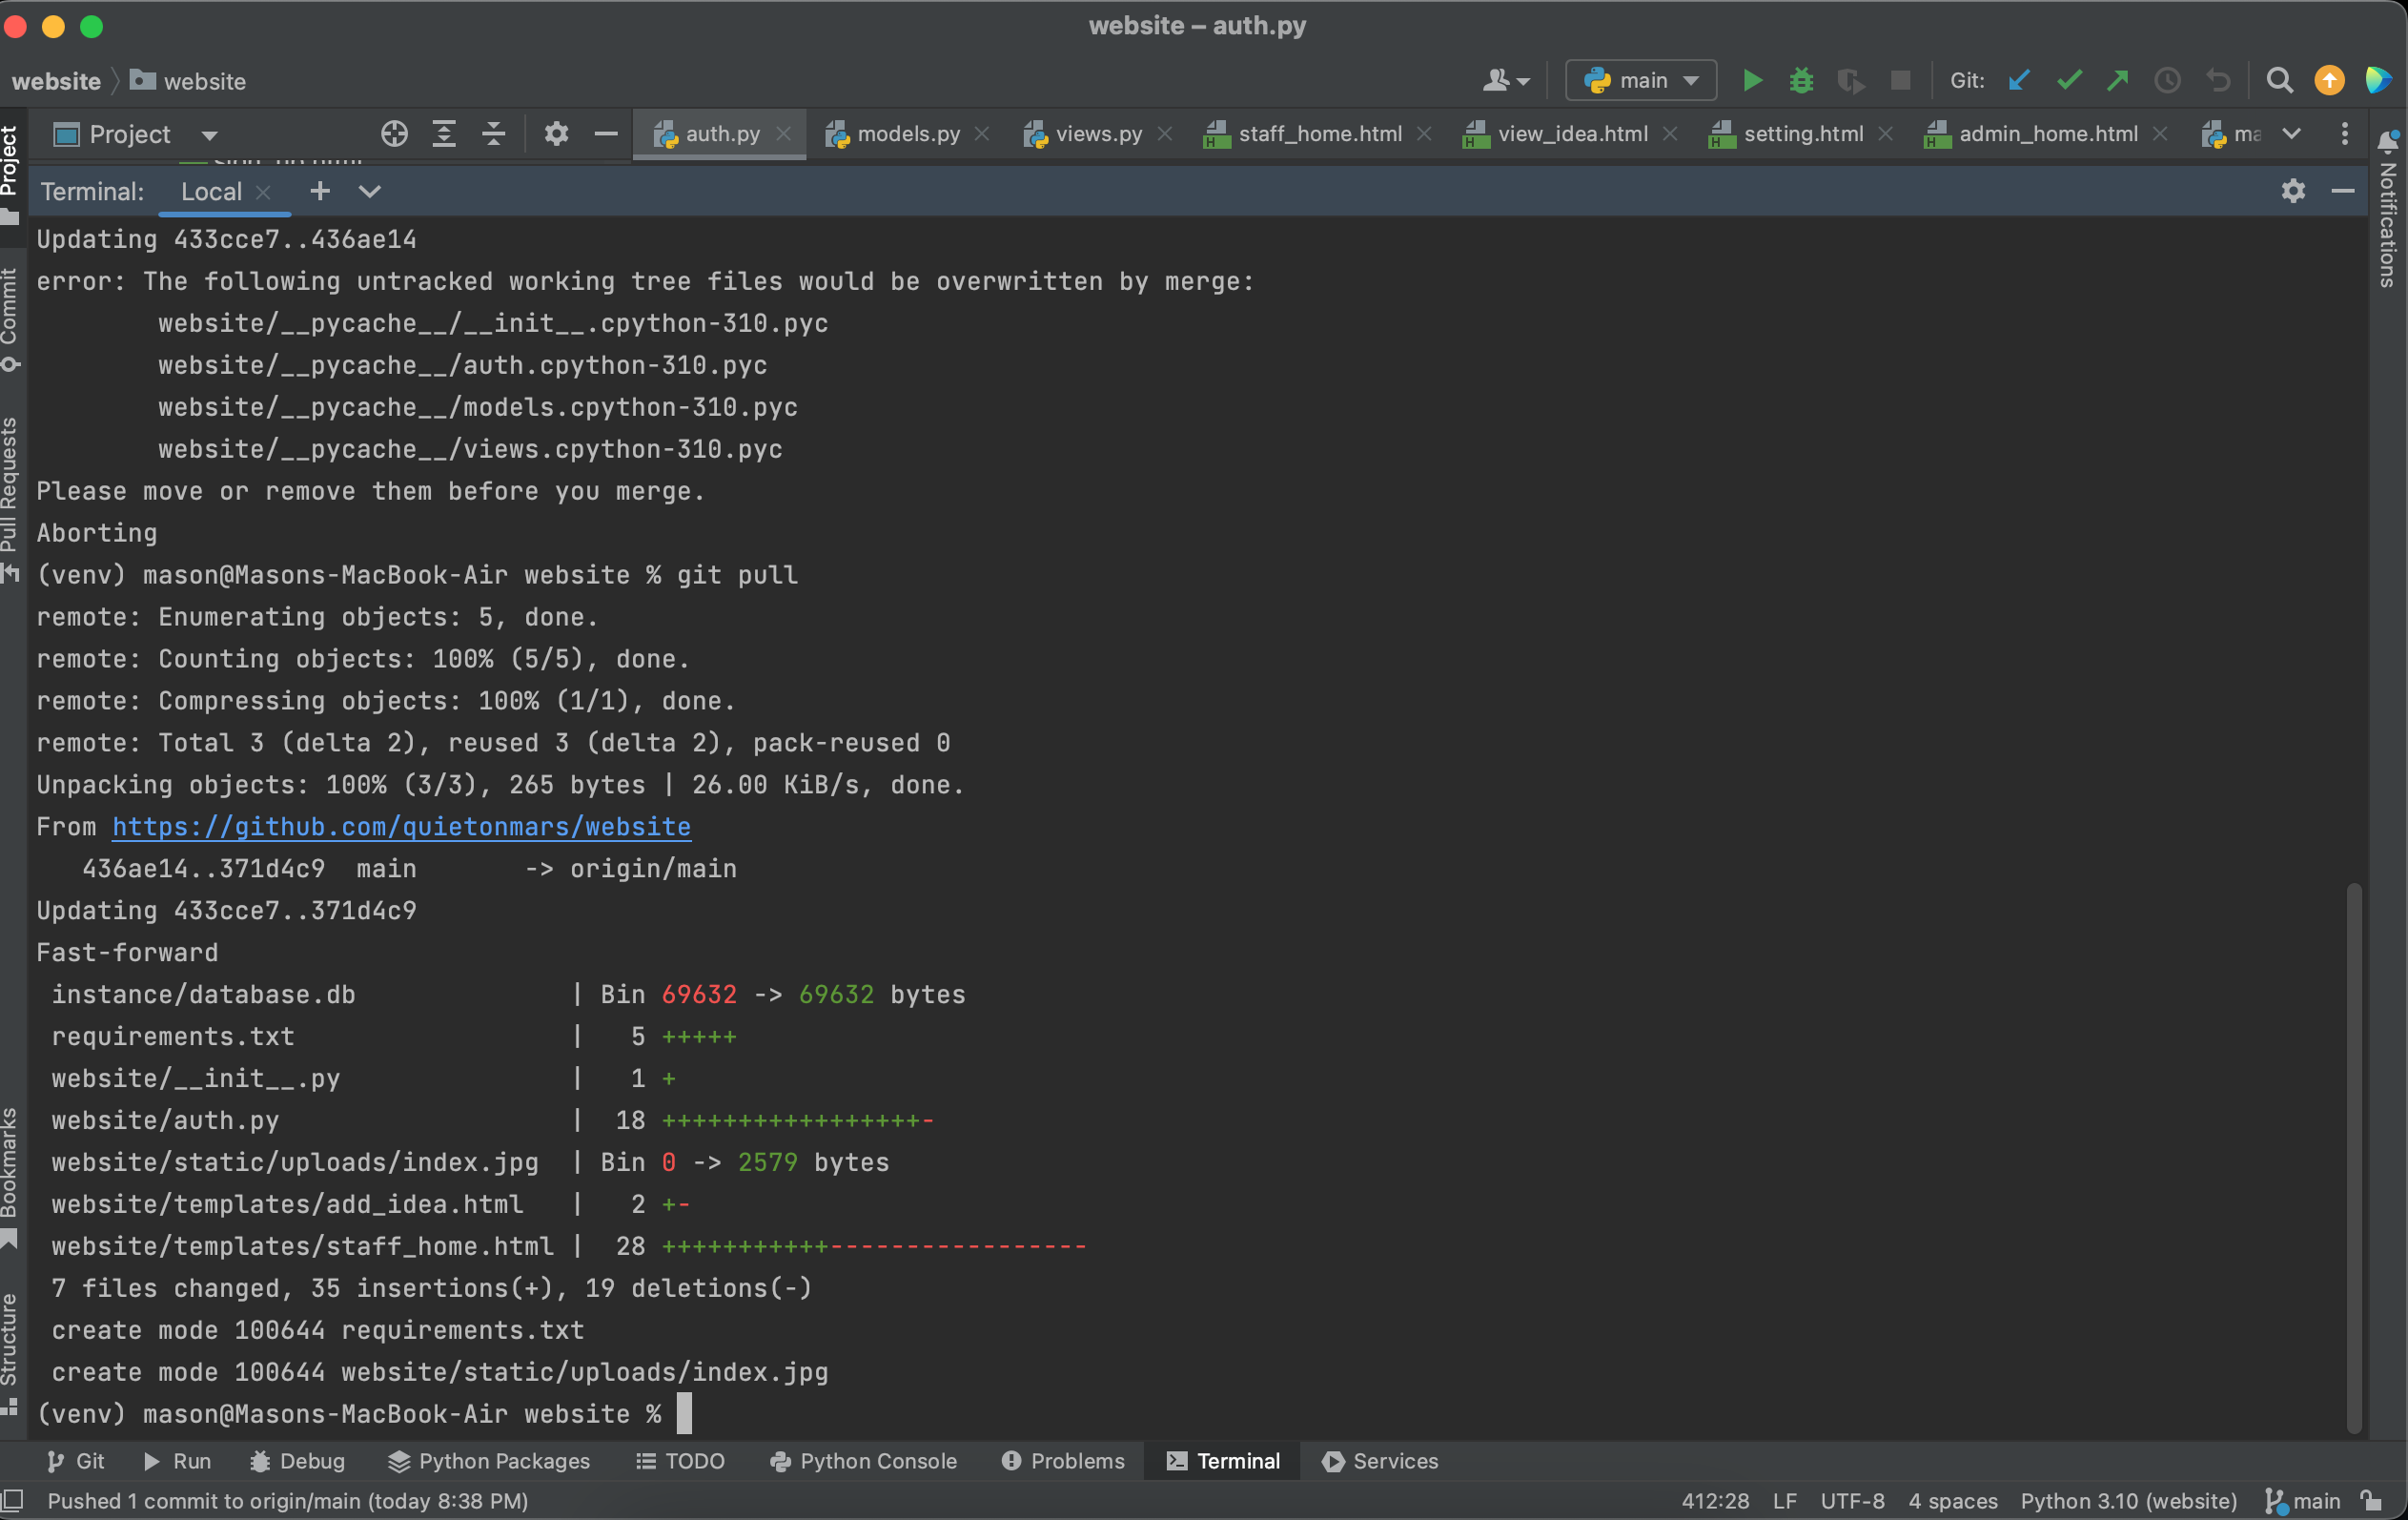 website – auth.py
website website main Git:
Project auth.py models.py views.py staff_home.html view_idea.html setting.html admin_home.html ma
Terminal: Local
Updating 433cce7..436ae14
error: The following untracked working tree files would be overwritten by merge:
website/__pycache__/__init__.cpython-310.pyc
website/__pycache__/auth.cpython-310.pyc
website/__pycache__/models.cpython-310.pyc
website/__pycache__/views.cpython-310.pyc
Please move or remove them before you merge.
Aborting
(venv) mason@Masons-MacBook-Air website % git pull
remote: Enumerating objects: 5, done.
remote: Counting objects: 100% (5/5), done.
remote: Compressing objects: 100% (1/1), done.
remote: Total 3 (delta 2), reused 3 (delta 2), pack-reused 0
Unpacking objects: 100% (3/3), 265 bytes | 26.00 KiB/s, done.
From https://github.com/quietonmars/website
436ae14..371d4c9  main       -> origin/main
Updating 433cce7..371d4c9
Fast-forward
instance/database.db | Bin 69632 -> 69632 bytes
requirements.txt | 5 +++++
website/__init__.py | 1 +
website/auth.py | 18 +++++++++++++++++-
website/static/uploads/index.jpg | Bin 0 -> 2579 bytes
website/templates/add_idea.html | 2 +-
website/templates/staff_home.html | 28 +++++++++++-----------------
7 files changed, 35 insertions(+), 19 deletions(-)
create mode 100644 requirements.txt
create mode 100644 website/static/uploads/index.jpg
(venv) mason@Masons-MacBook-Air website %
Project
Commit
Pull Requests
Bookmarks
Structure
Notifications
Git Run Debug Python Packages TODO Python Console Problems Terminal Services
Pushed 1 commit to origin/main (today 8:38 PM) 412:28 LF UTF-8 4 spaces Python 3.10 (website) main